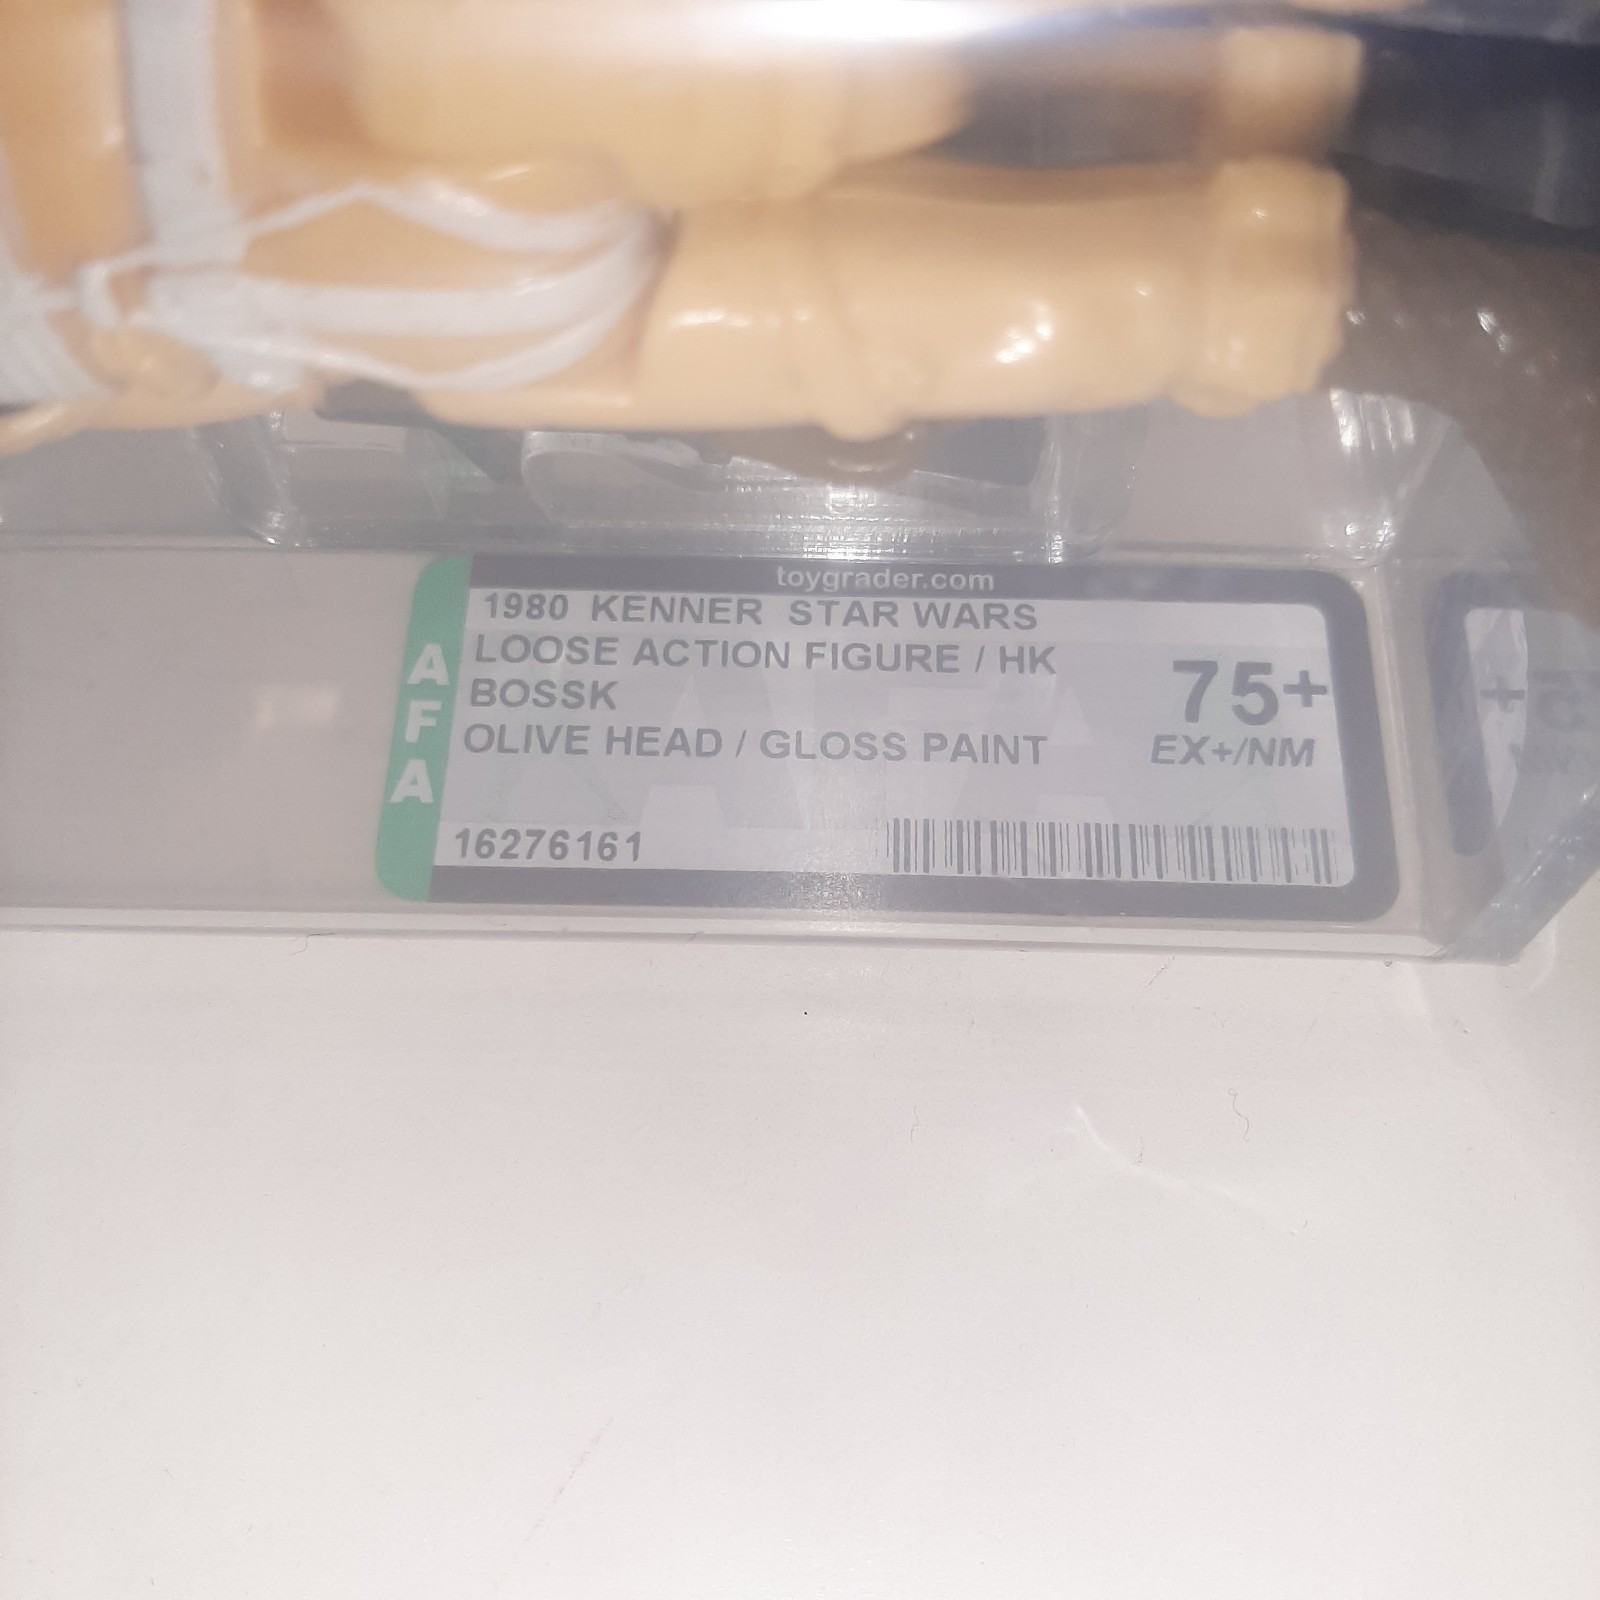 toygrader.com
1980 KENNER STAR WARS
LOOSE ACTION FIGURE / HK
BOSSK
OLIVE HEAD / GLOSS PAINT
75+
EX+/NM
16276161
AFA